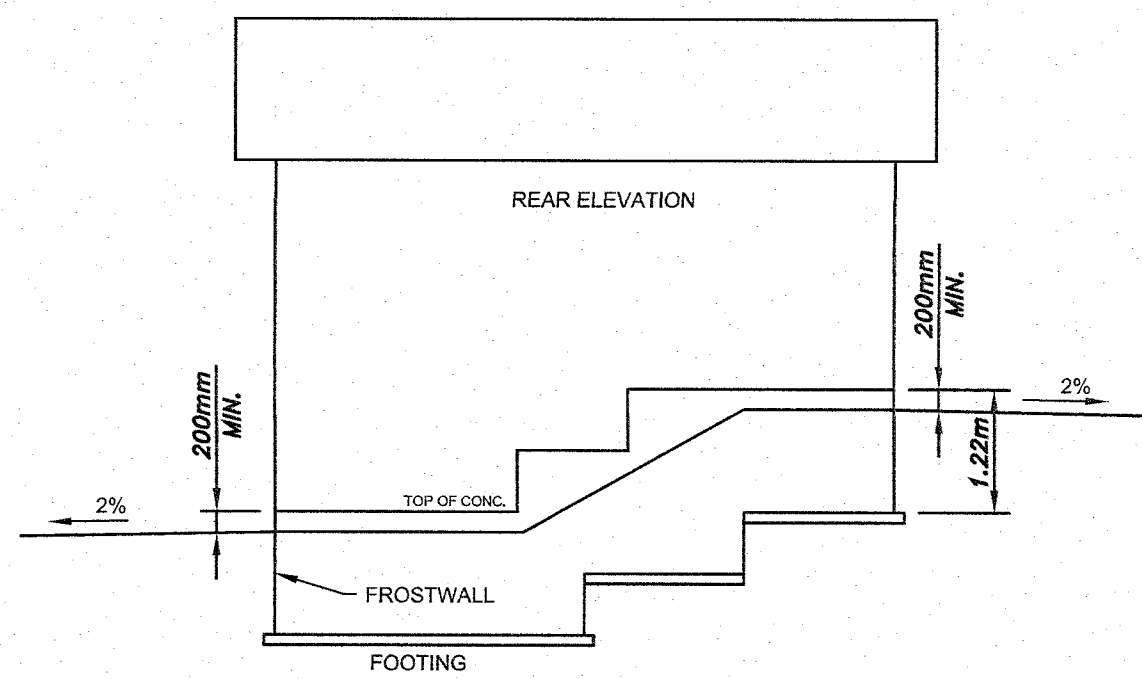 REAR ELEVATION
200mm
MIN.
2%
200mm
MIN.
1.22m
2%
TOP OF CONC.
FROSTWALL
FOOTING